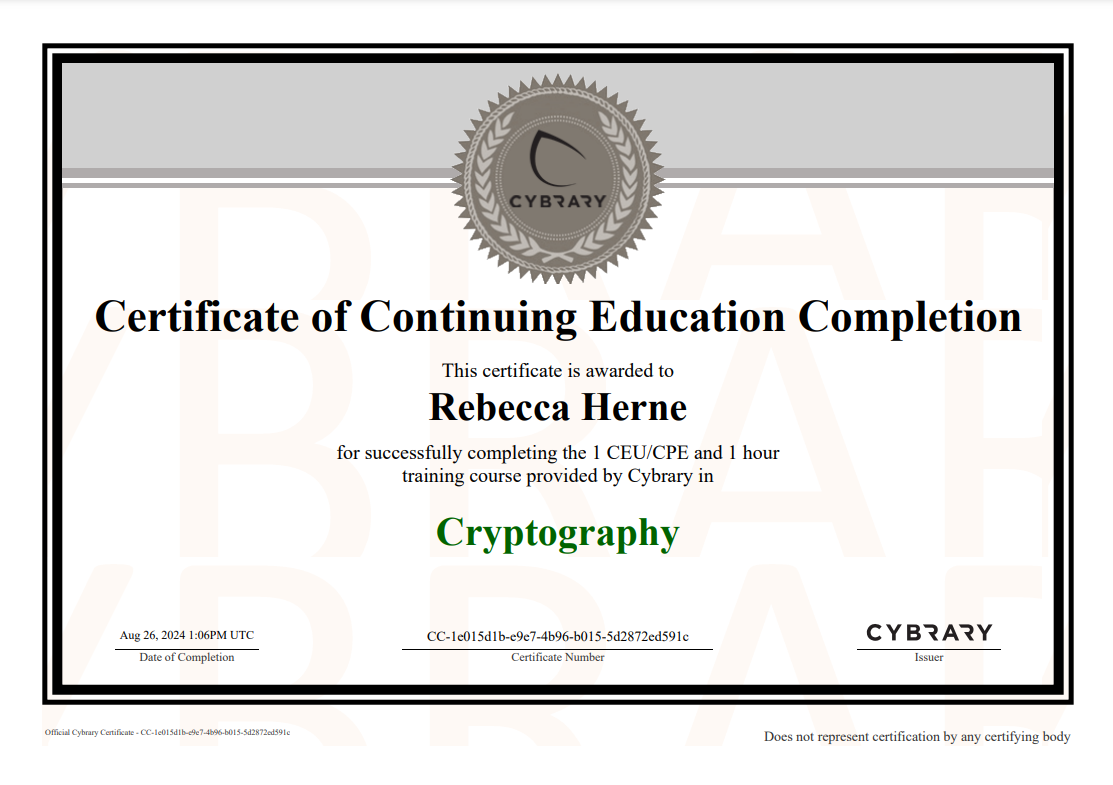 CYBRARY
Certificate of Continuing Education Completion
This certificate is awarded to
Rebecca Herne
for successfully completing the 1 CEU/CPE and 1 hour
training course provided by Cybrary in
Cryptography
Aug 26, 2024 1:06PM UTC
Date of Completion
CC-1e015d1b-e9e7-4b96-b015-5d2872ed591c
Certificate Number
CYBRARY
Issuer
Official Cybrary Certificate - CC-1e015d1b-e9e7-4b96-b015-5d2872ed591c
Does not represent certification by any certifying body